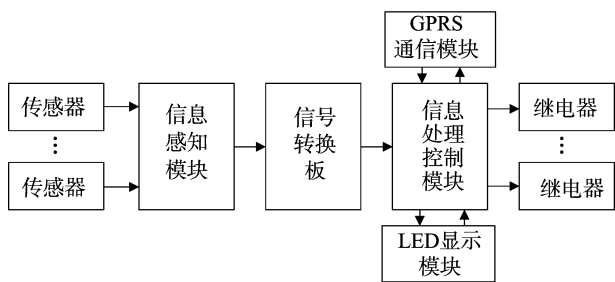 GPRS
通信模块
传感器
⋮
传感器
信息
感知
模块
信号
转换
板
信息
处理
控制
模块
继电器
⋮
继电器
LED显示
模块